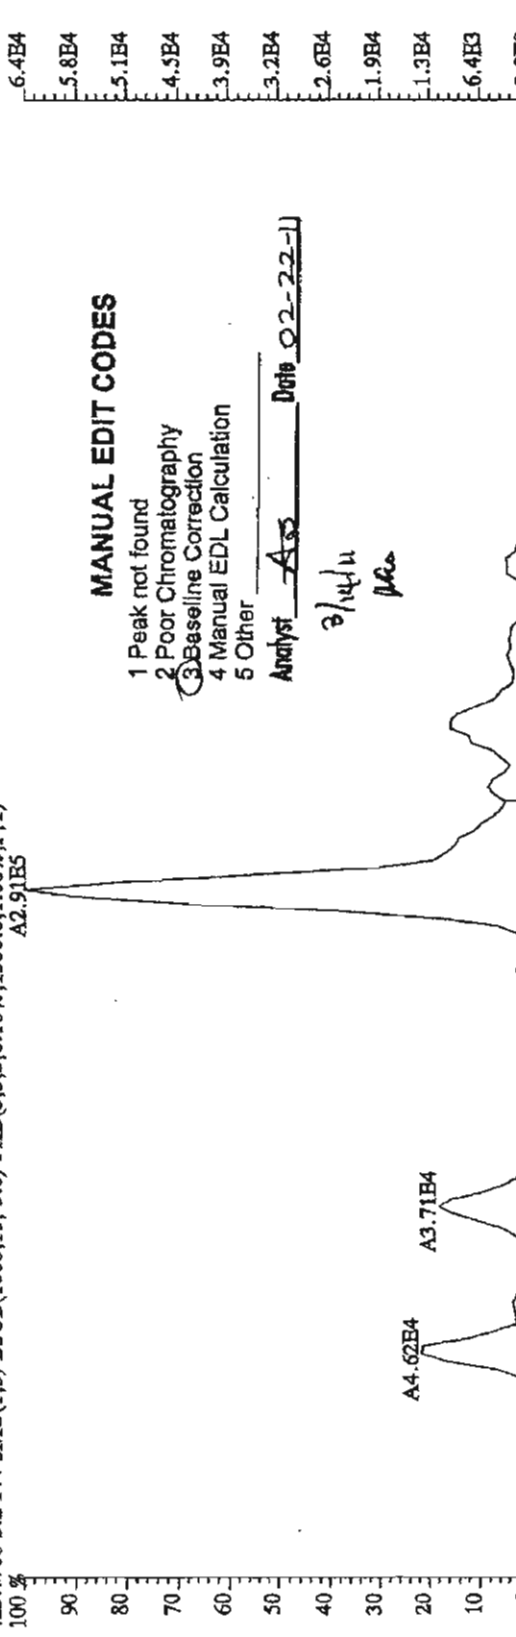 100 %
90
80
70
60
50
40
30
20
10
A4.62E4
A3.71E4
A2.91E5
MANUAL EDIT CODES
1 Peak not found
2 Poor Chromatography
3 Baseline Correction
4 Manual EDL Calculation
5 Other
Analyst Date 02-22-11
3/14/11
6.4E4
5.8E4
5.1E4
4.5E4
3.9E4
3.2E4
2.6E4
1.9E4
1.3E4
6.4E3